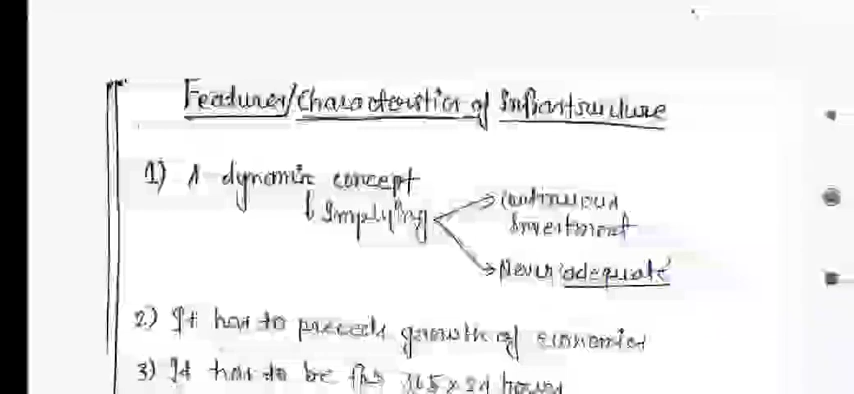 Features/Characteristics of Infrastructure
1) A dynamic concept
Implying
Continuous
Investment
Never adequate
2) It has to precede growth of economies
3) It has to be for 365 x 24 hours